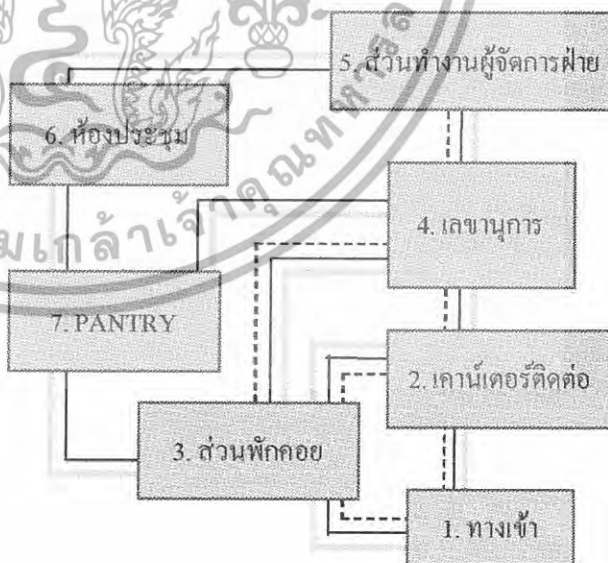 5. ส่วนทำงานผู้จัดการฝ่าย
6. ห้องประชุม
4. เลขานุการ
7. PANTRY
2. เคาน์เตอร์ติดต่อ
3. ส่วนพักคอย
1. ทางเข้า